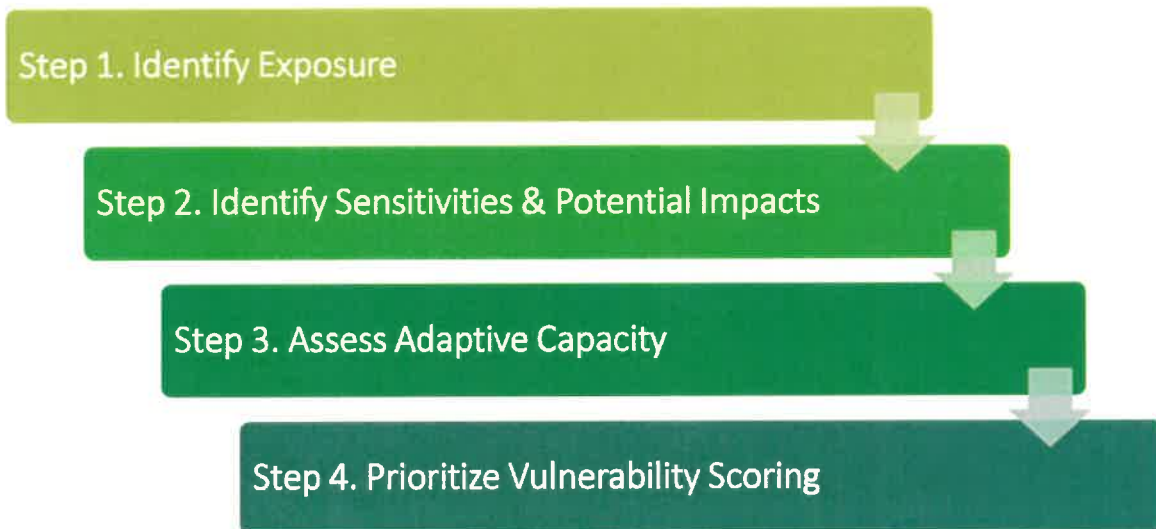 Step 1. Identify Exposure
Step 2. Identify Sensitivities & Potential Impacts
Step 3. Assess Adaptive Capacity
Step 4. Prioritize Vulnerability Scoring